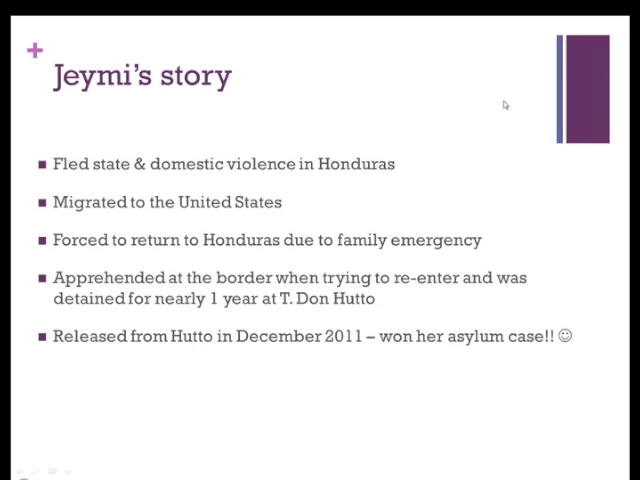 +
Jeymi's story
■ Fled state & domestic violence in Honduras
■ Migrated to the United States
■ Forced to return to Honduras due to family emergency
■ Apprehended at the border when trying to re-enter and was
detained for nearly 1 year at T. Don Hutto
■ Released from Hutto in December 2011 – won her asylum case!! ☺